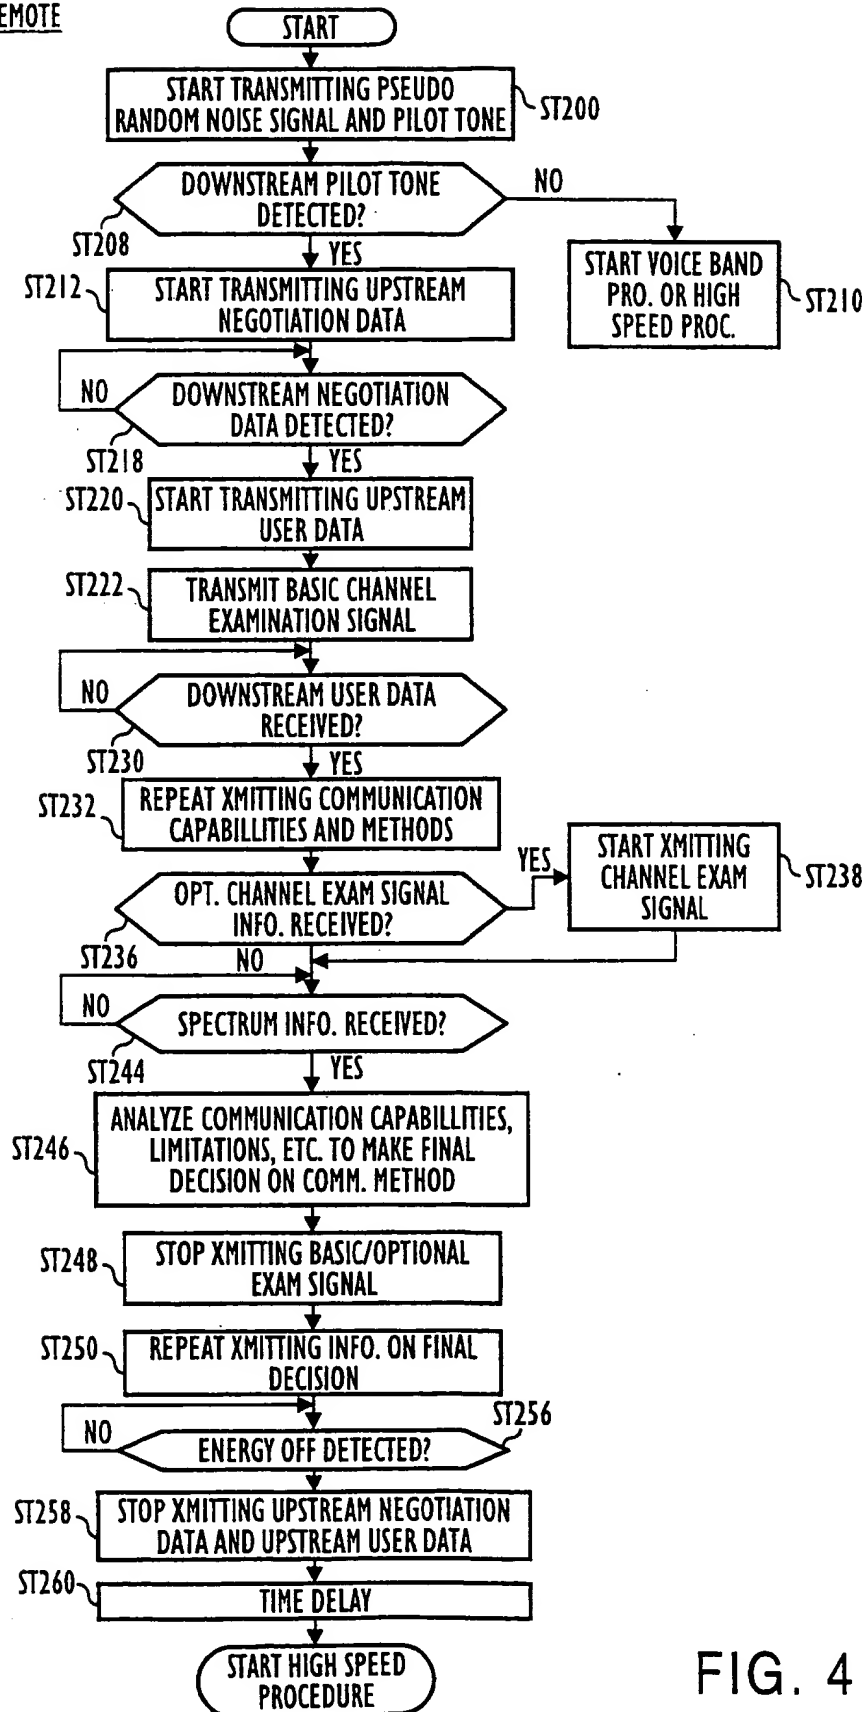 EMOTE
START
START TRANSMITTING PSEUDO
RANDOM NOISE SIGNAL AND PILOT TONE
ST200
DOWNSTREAM PILOT TONE
DETECTED?
NO
ST208
YES
START VOICE BAND
PRO. OR HIGH
SPEED PROC.
ST210
ST212
START TRANSMITTING UPSTREAM
NEGOTIATION DATA
NO
DOWNSTREAM NEGOTIATION
DATA DETECTED?
ST218
YES
ST220
START TRANSMITTING UPSTREAM
USER DATA
ST222
TRANSMIT BASIC CHANNEL
EXAMINATION SIGNAL
NO
DOWNSTREAM USER DATA
RECEIVED?
ST230
YES
ST232
REPEAT XMITTING COMMUNICATION
CAPABILLITIES AND METHODS
OPT. CHANNEL EXAM SIGNAL
INFO. RECEIVED?
YES
START XMITTING
CHANNEL EXAM
SIGNAL
ST238
ST236
NO
NO
SPECTRUM INFO. RECEIVED?
ST244
YES
ST246
ANALYZE COMMUNICATION CAPABILLITIES,
LIMITATIONS, ETC. TO MAKE FINAL
DECISION ON COMM. METHOD
ST248
STOP XMITTING BASIC/OPTIONAL
EXAM SIGNAL
ST250
REPEAT XMITTING INFO. ON FINAL
DECISION
ST256
NO
ENERGY OFF DETECTED?
ST258
STOP XMITTING UPSTREAM NEGOTIATION
DATA AND UPSTREAM USER DATA
ST260
TIME DELAY
START HIGH SPEED
PROCEDURE
FIG. 4